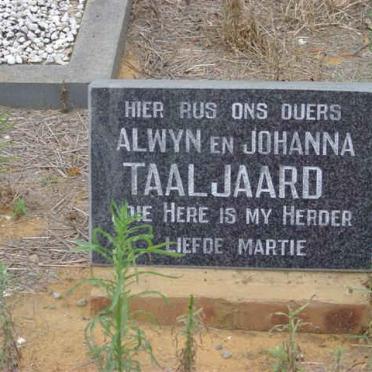 HIER RUS ONS OUERS
ALWYN EN JOHANNA
TAALJAARD
DIE HERE IS MY HERDER
LIEFDE MARTIE